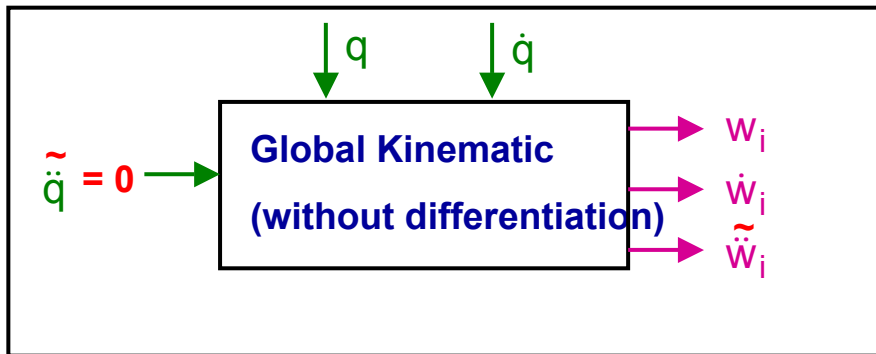 q q̇
Global Kinematic
(without differentiation)
q̈̃ = 0
wᵢ
ẇᵢ
ẅ̃ᵢ